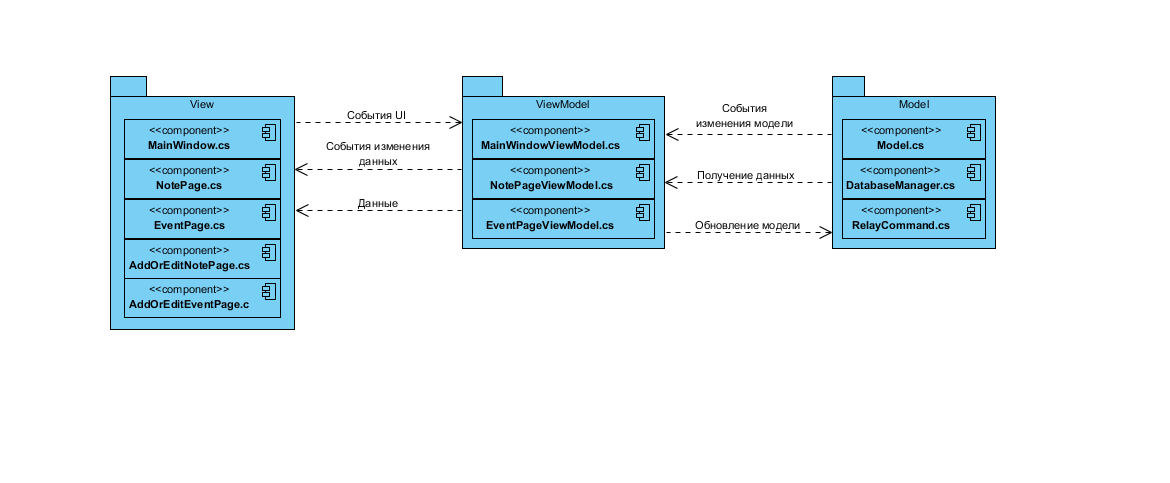 View
<<component>>
MainWindow.cs
<<component>>
NotePage.cs
<<component>>
EventPage.cs
<<component>>
AddOrEditNotePage.cs
<<component>>
AddOrEditEventPage.c
События UI
События изменения
данных
Данные
ViewModel
<<component>>
MainWindowViewModel.cs
<<component>>
NotePageViewModel.cs
<<component>>
EventPageViewModel.cs
События
изменения модели
Получение данных
Обновление модели
Model
<<component>>
Model.cs
<<component>>
DatabaseManager.cs
<<component>>
RelayCommand.cs